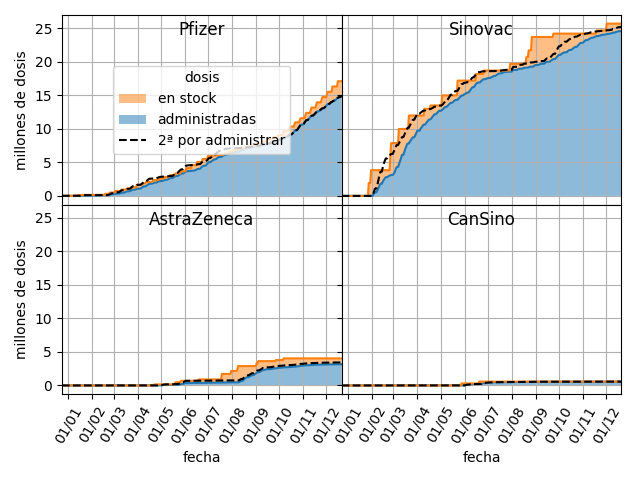 Pfizer
Sinovac
25
20
15
10
5
0
millones de dosis
dosis
en stock
administradas
2ª por administrar
AstraZeneca
CanSino
25
20
15
10
5
0
millones de dosis
01/01 01/02 01/03 01/04 01/05 01/06 01/07 01/08 01/09 01/10 01/11 01/12
01/01 01/02 01/03 01/04 01/05 01/06 01/07 01/08 01/09 01/10 01/11 01/12
fecha
fecha